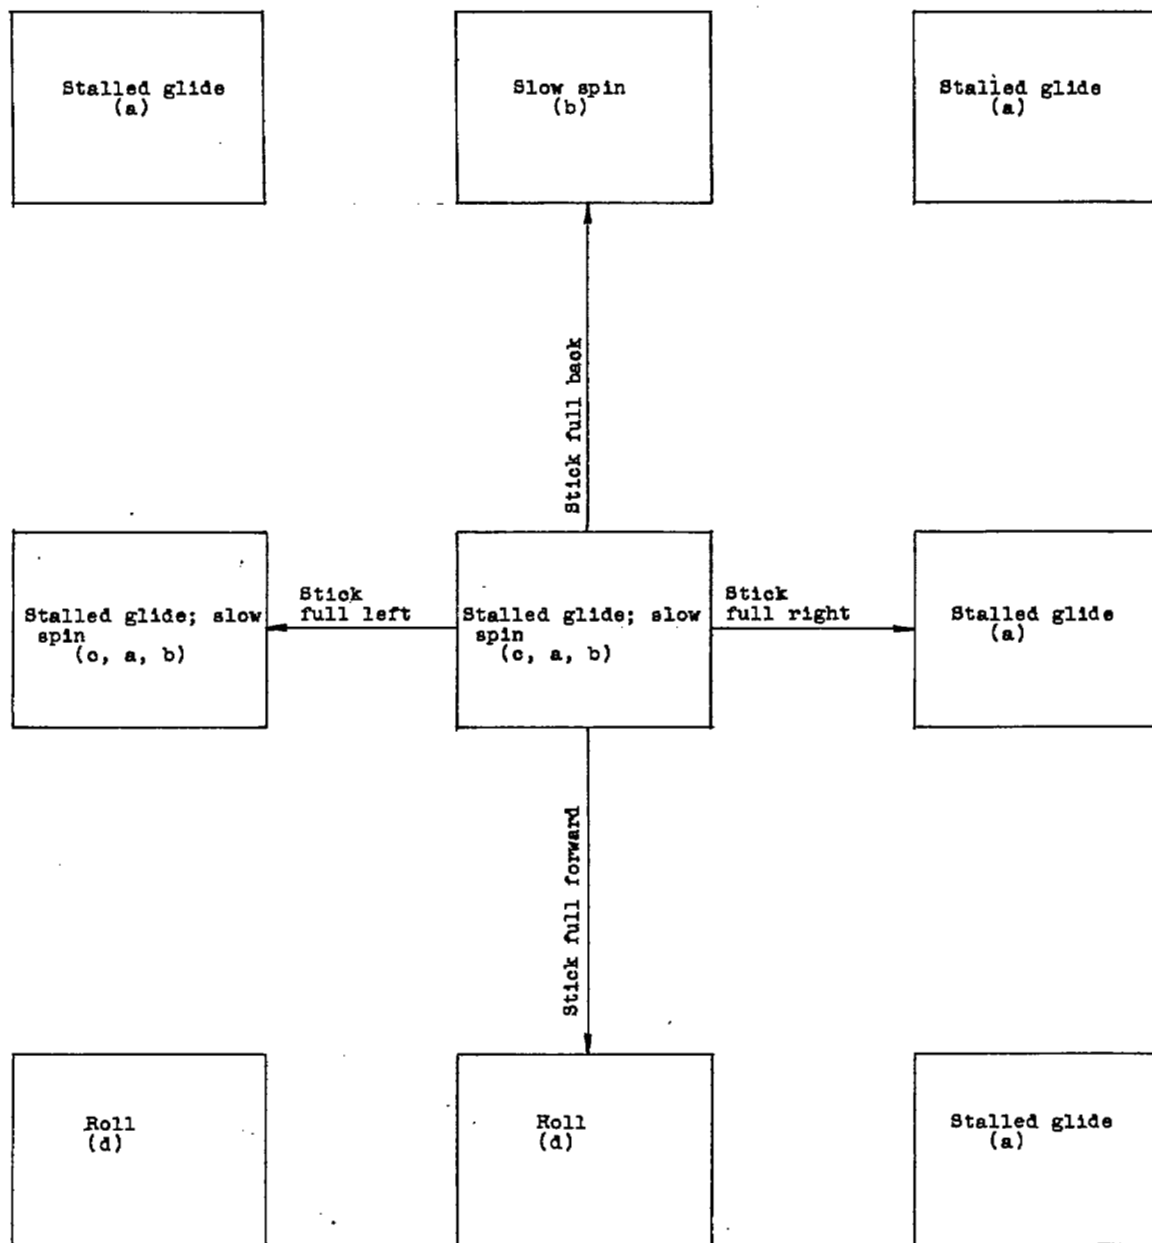 Stalled glide
(a)
Slow spin
(b)
Stalled glide
(a)
Stick full back
Stalled glide; slow
spin
(c, a, b)
Stick
full left
Stalled glide; slow
spin
(c, a, b)
Stick
full right
Stalled glide
(a)
Stick full forward
Roll
(d)
Roll
(d)
Stalled glide
(a)